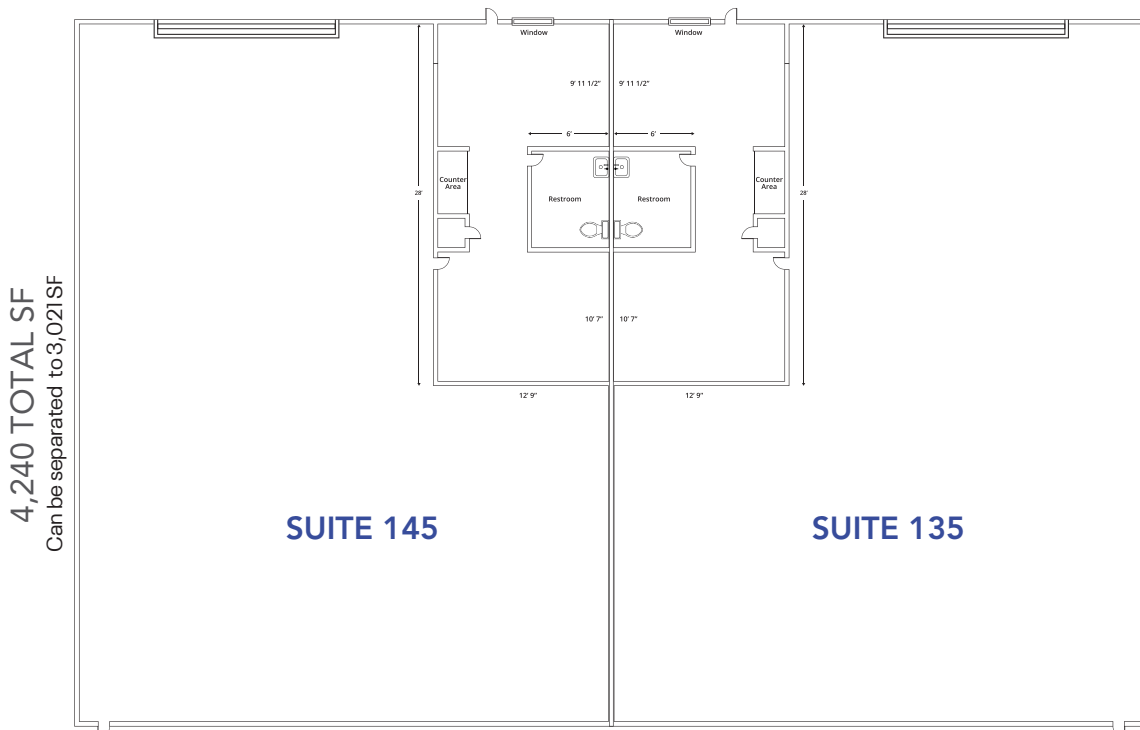 Window
Window
9' 11 1/2"
9' 11 1/2"
6'
6'
Counter
Area
Counter
Area
28'
28'
Restroom
Restroom
10' 7"
10' 7"
12' 9"
12' 9"
4,240 TOTAL SF
Can be separated to 3,021 SF
SUITE 145
SUITE 135